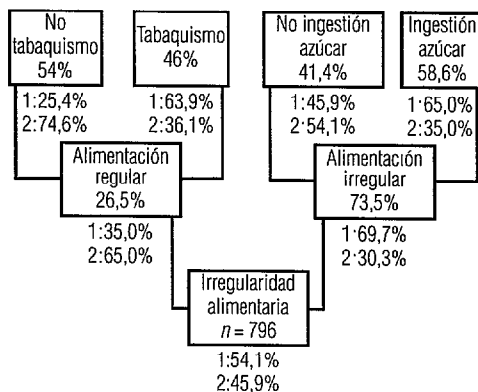 No
tabaquismo
54%
Tabaquismo
46%
No ingestión
azúcar
41,4%
Ingestión
azúcar
58,6%
1:25,4%
2:74,6%
1:63,9%
2:36,1%
1:45,9%
2·54,1%
1·65,0%
2:35,0%
Alimentación
regular
26,5%
Alimentación
irregular
73,5%
1:35,0%
2:65,0%
1·69,7%
2·30,3%
Irregularidad
alimentaria
n = 796
1:54,1%
2:45,9%